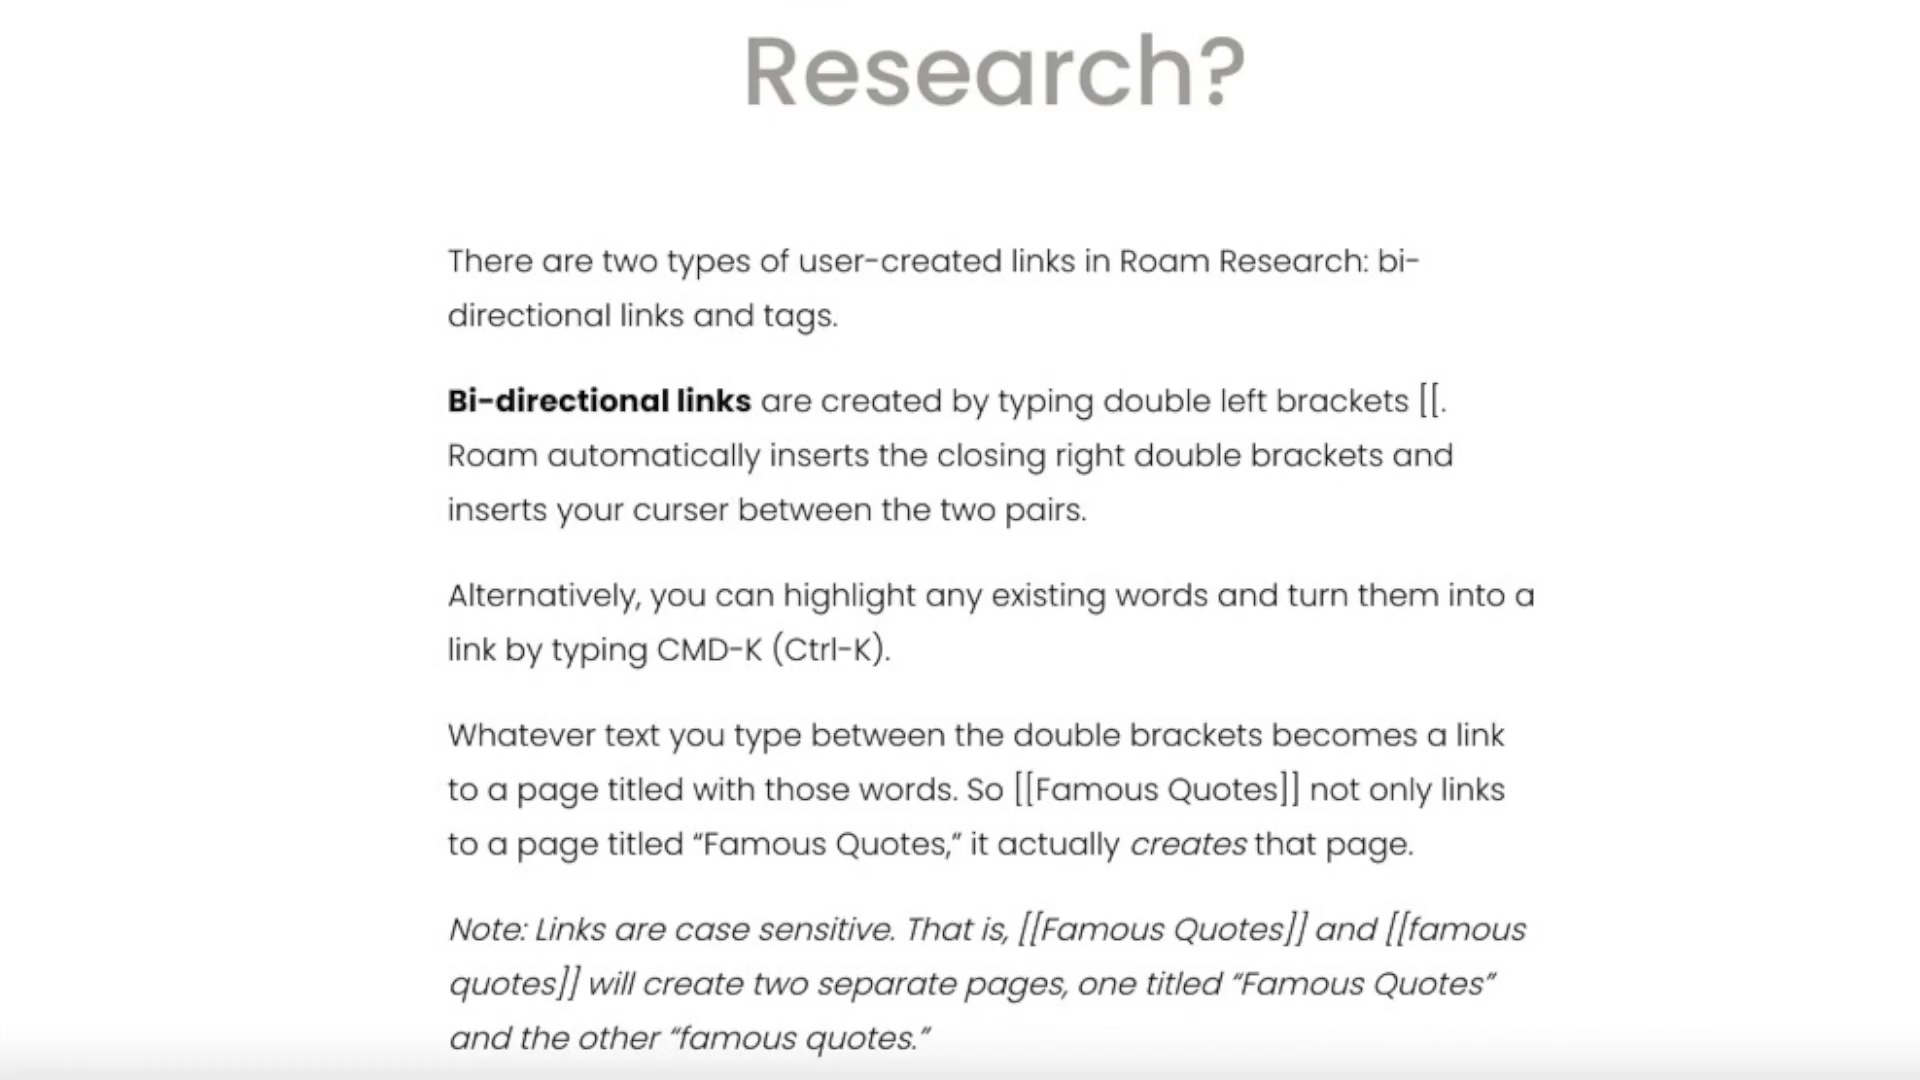 Research?
There are two types of user-created links in Roam Research: bi-
directional links and tags.
Bi-directional links are created by typing double left brackets [[.
Roam automatically inserts the closing right double brackets and
inserts your curser between the two pairs.
Alternatively, you can highlight any existing words and turn them into a
link by typing CMD-K (Ctrl-K).
Whatever text you type between the double brackets becomes a link
to a page titled with those words. So [[Famous Quotes]] not only links
to a page titled “Famous Quotes,” it actually creates that page.
Note: Links are case sensitive. That is, [[Famous Quotes]] and [[famous
quotes]] will create two separate pages, one titled “Famous Quotes”
and the other “famous quotes.”